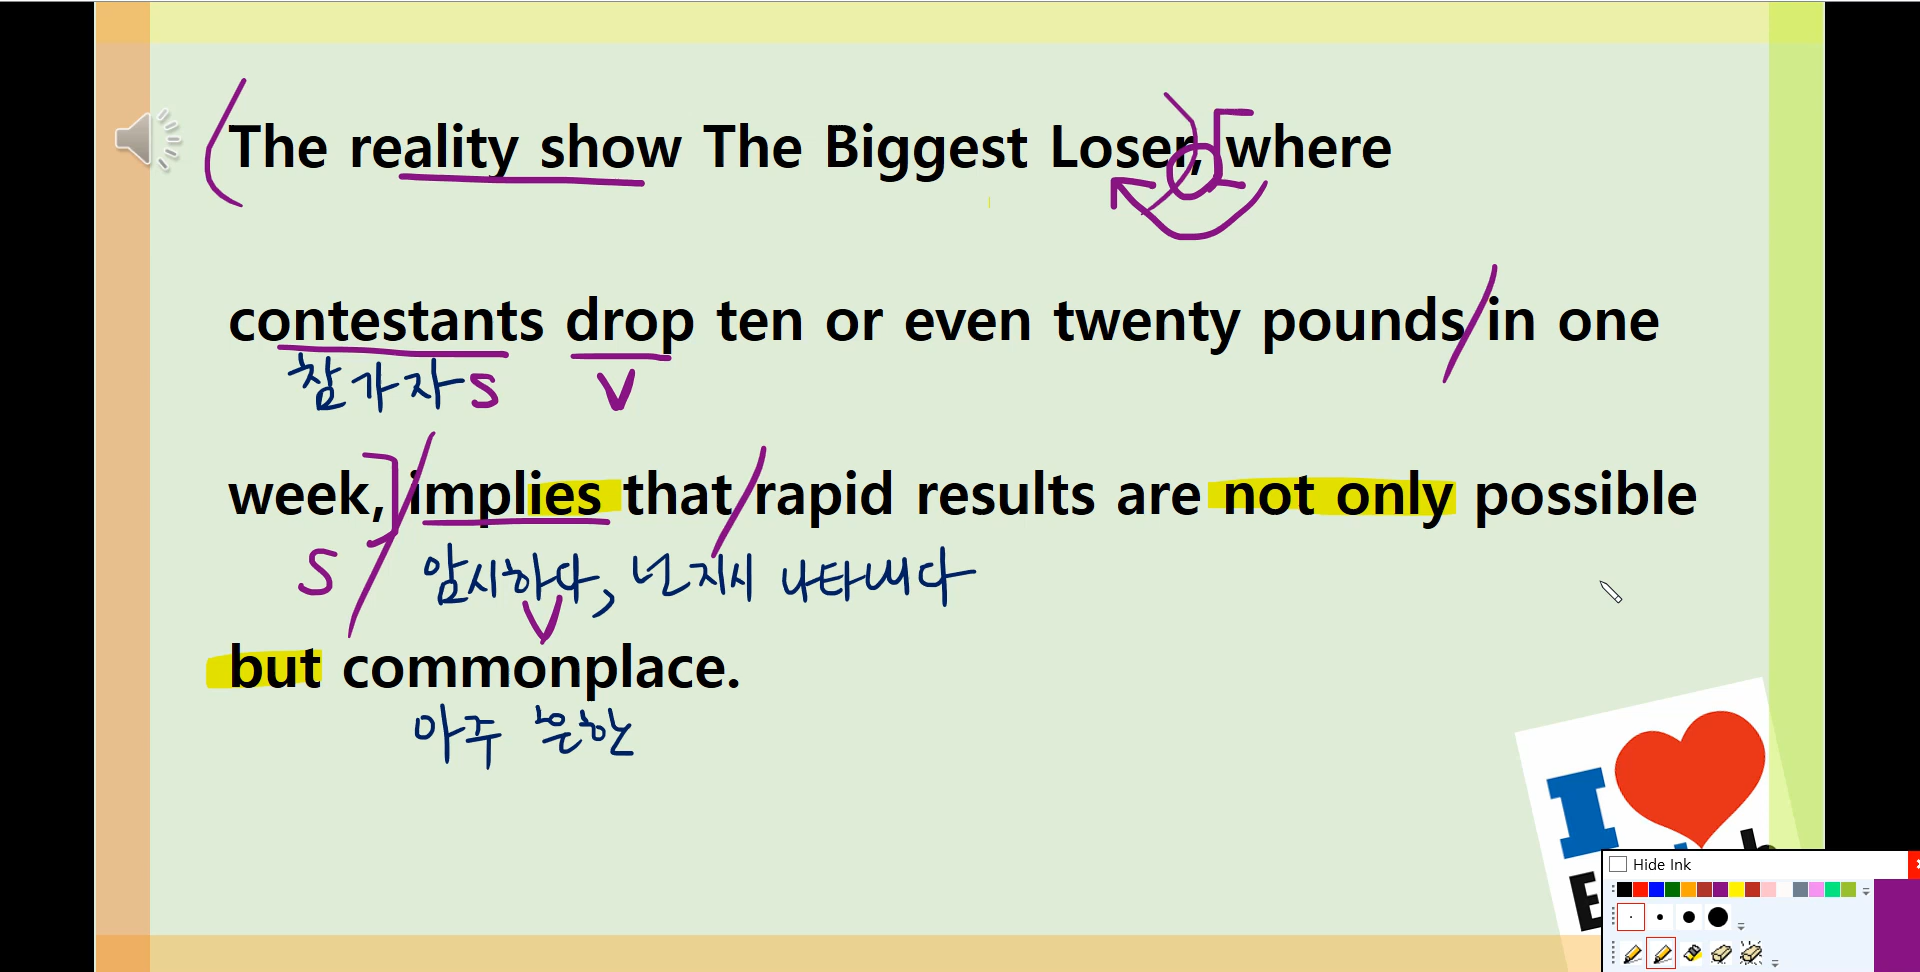 The reality show The Biggest Loser, where
contestants drop ten or even twenty pounds in one
참가자 S V
week, implies that rapid results are not only possible
S 암시하다, 넌지시 나타내다
V
but commonplace.
아주 흔한
I
E
Hide Ink